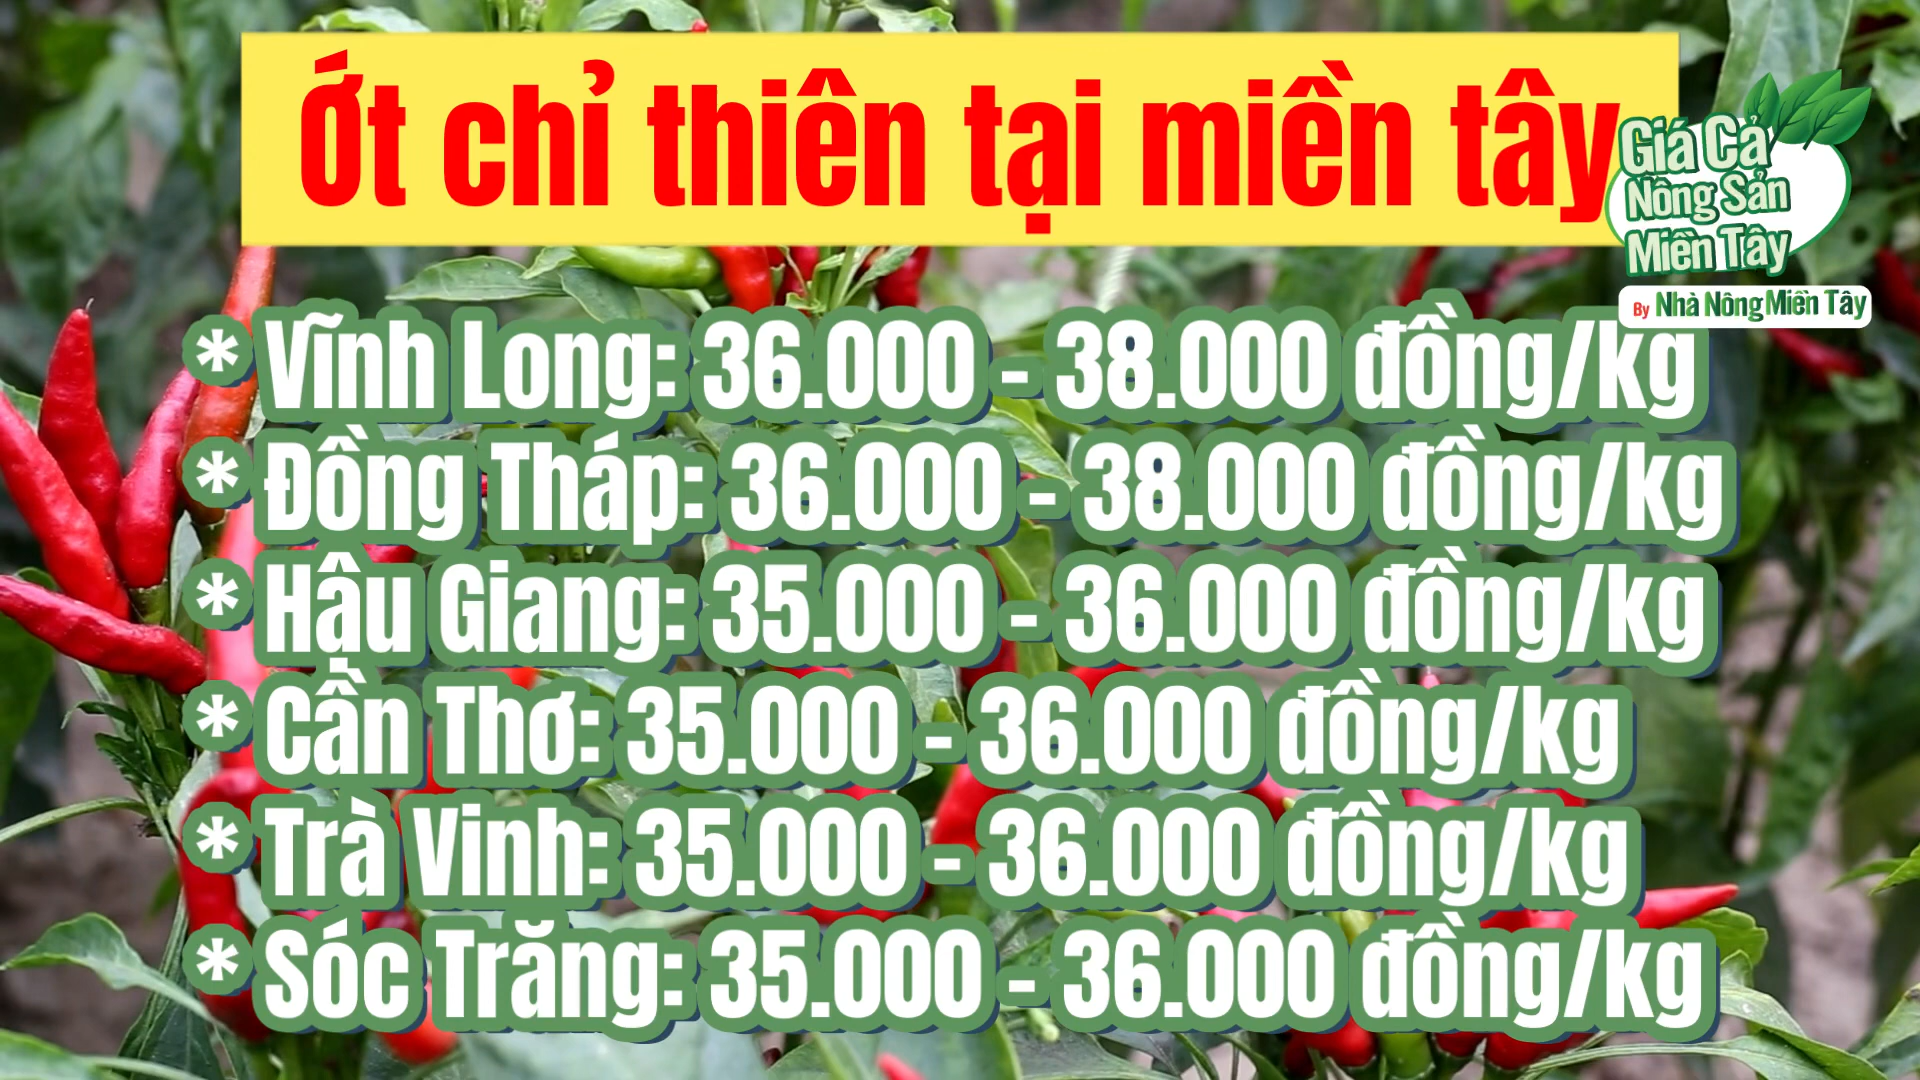 Ớt chỉ thiên tại miền tây
Giá Cả
Nông Sản
Miền Tây
By Nhà Nông Miền Tây
* Vĩnh Long: 36.000 - 38.000 đồng/kg
* Đồng Tháp: 36.000 - 38.000 đồng/kg
* Hậu Giang: 35.000 - 36.000 đồng/kg
* Cần Thơ: 35.000 - 36.000 đồng/kg
* Trà Vinh: 35.000 - 36.000 đồng/kg
* Sóc Trăng: 35.000 - 36.000 đồng/kg